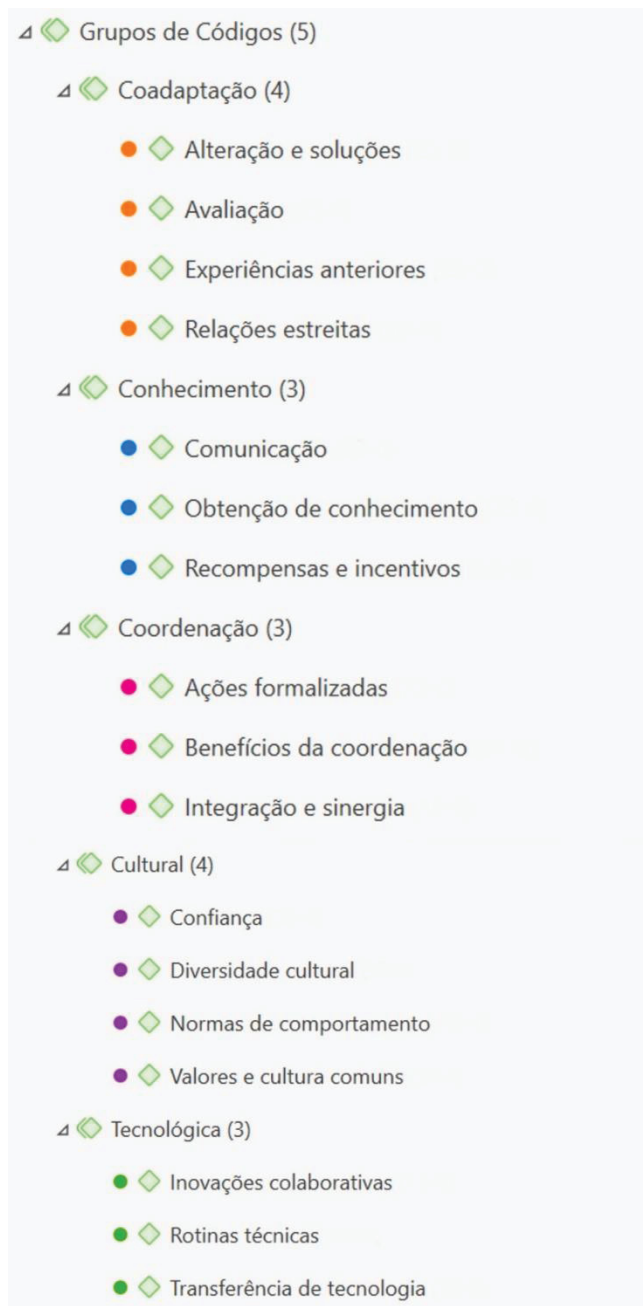 Grupos de Códigos (5)
Coadaptação (4)
Alteração e soluções
Avaliação
Experiências anteriores
Relações estreitas
Conhecimento (3)
Comunicação
Obtenção de conhecimento
Recompensas e incentivos
Coordenação (3)
Ações formalizadas
Benefícios da coordenação
Integração e sinergia
Cultural (4)
Confiança
Diversidade cultural
Normas de comportamento
Valores e cultura comuns
Tecnológica (3)
Inovações colaborativas
Rotinas técnicas
Transferência de tecnologia